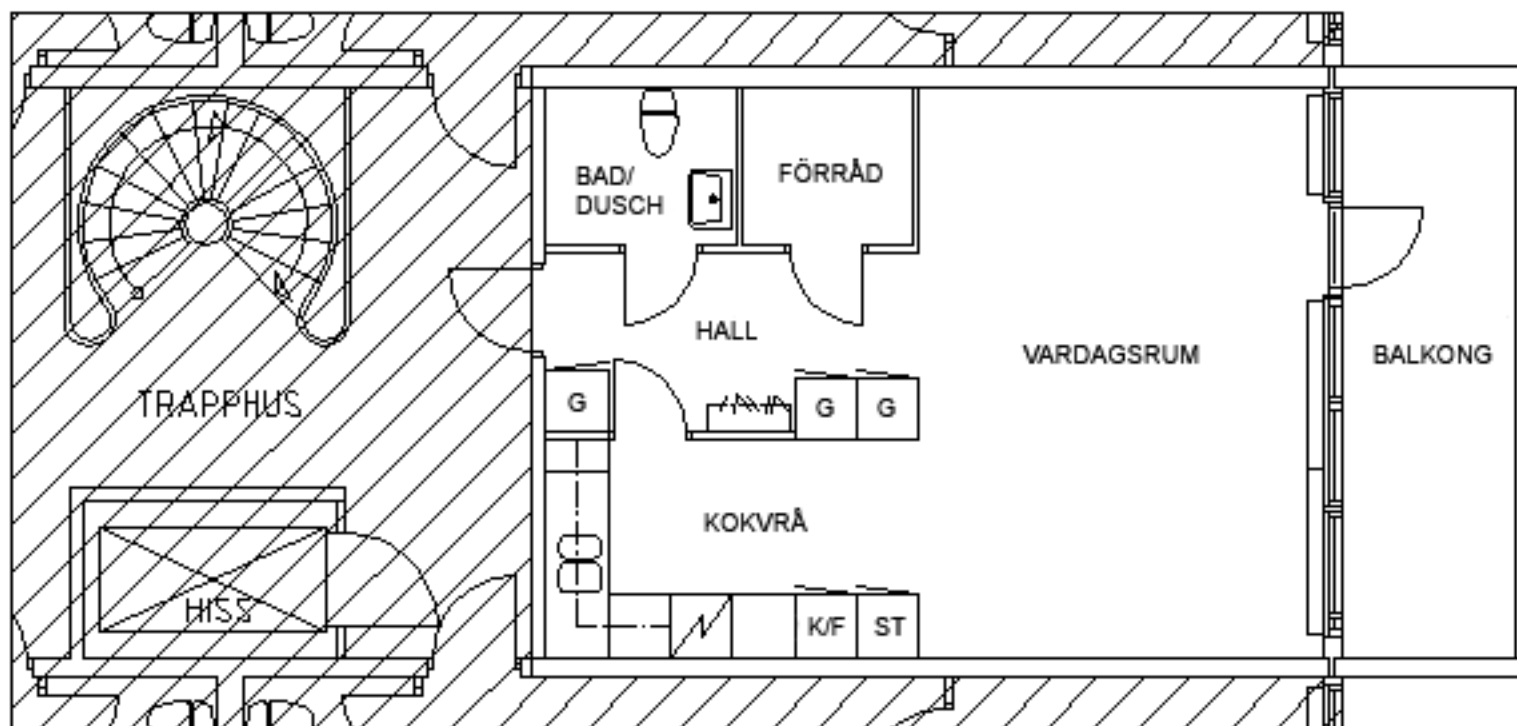 BAD/
DUSCH
FÖRRÅD
HALL
VARDAGSRUM
BALKONG
TRAPPHUS
G
G
G
KOKVRÅ
HISS
K/F
ST